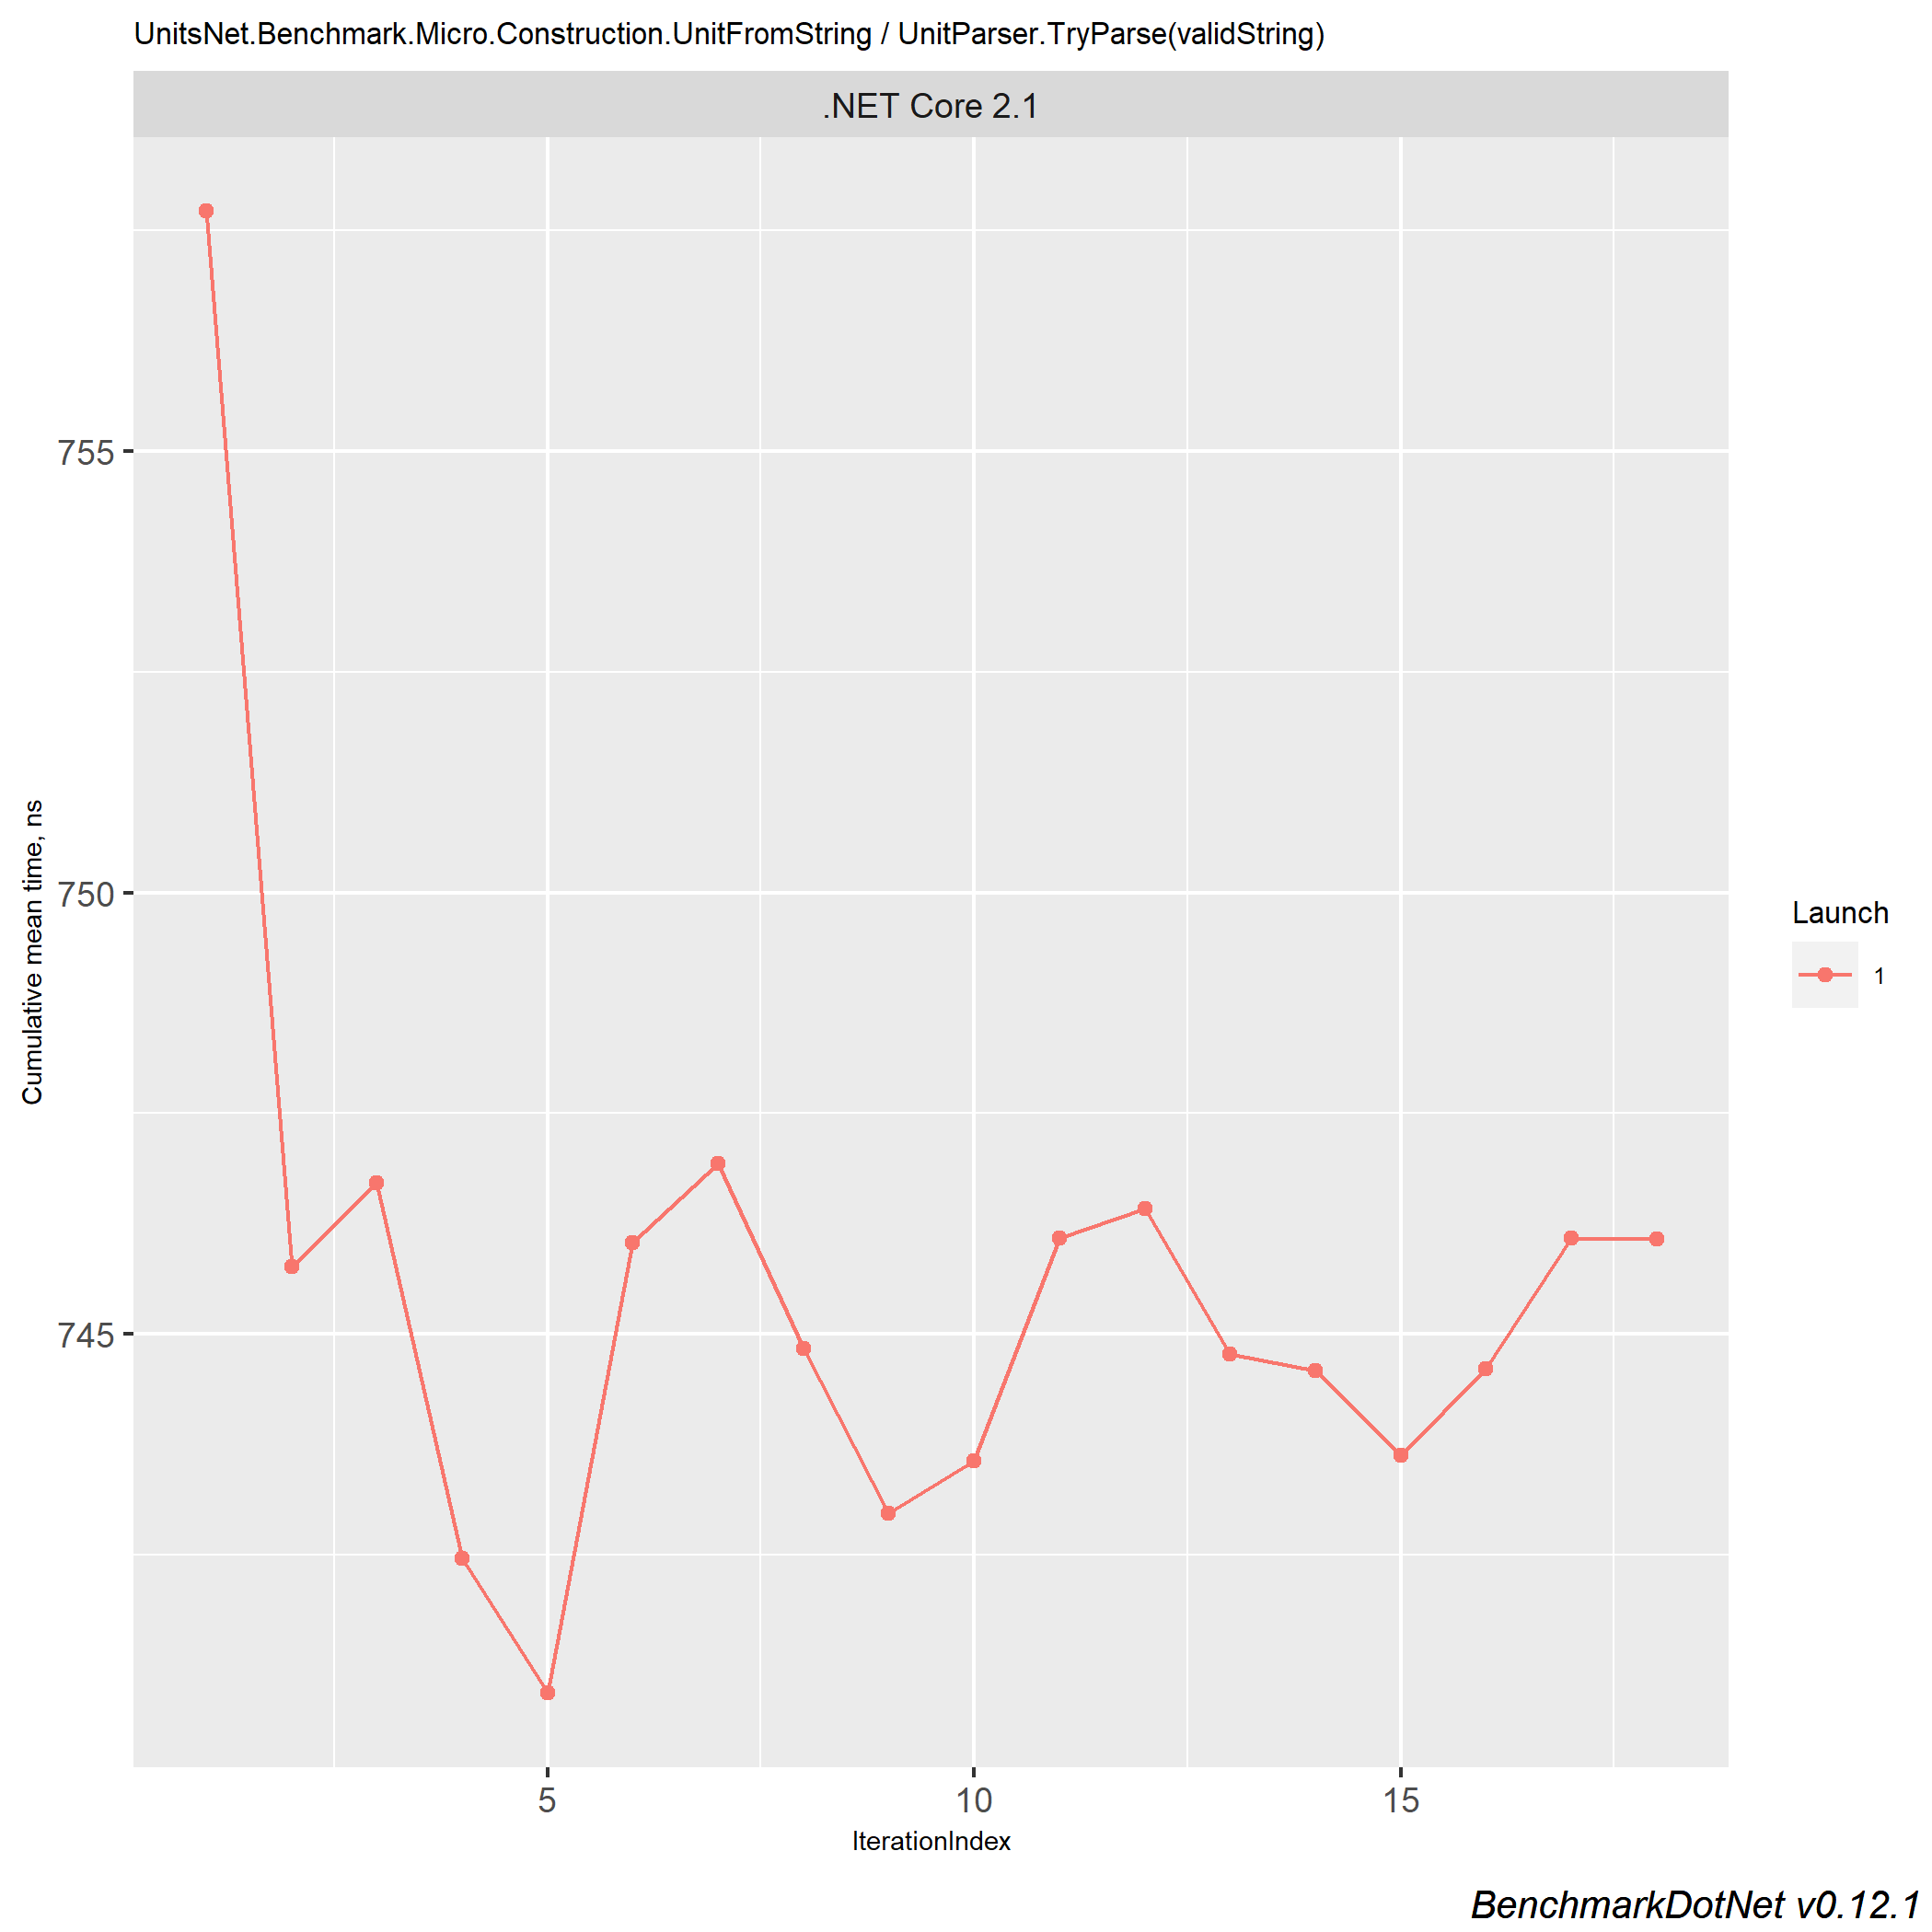 UnitsNet.Benchmark.Micro.Construction.UnitFromString / UnitParser.TryParse(validString)
.NET Core 2.1
755
750
745
Cumulative mean time, ns
5
10
15
IterationIndex
Launch
1
BenchmarkDotNet v0.12.1